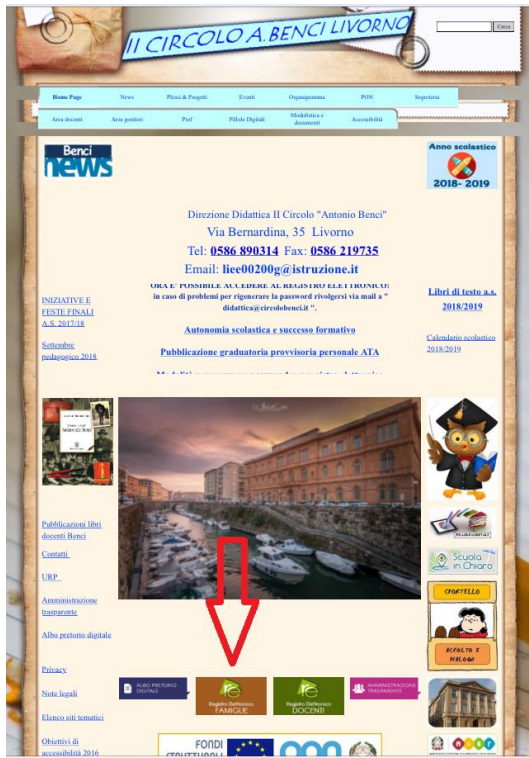 II CIRCOLO A.BENCI LIVORNO
Cerca
Home Page
News
Plessi & Progetti
Eventi
Organigramma
PON
Segreteria
Area docenti
Area genitori
Ptof
Pillole Digitali
Modulistica e
documenti
Accessibilità
Benci
news
Anno scolastico
2018-2019
Direzione Didattica II Circolo "Antonio Benci"
Via Bernardina, 35 Livorno
Tel: 0586 890314 Fax: 0586 219735
Email: liee00200g@istruzione.it
ORA E' POSSIBILE ACCEDERE AL REGISTRO ELETTRONICO!
in caso di problemi per rigenerare la password rivolgersi via mail a "
didattica@circolobenci.it ".
Autonomia scolastica e successo formativo
Pubblicazione graduatoria provvisoria personale ATA
INIZIATIVE E
FESTE FINALI
A.S. 2017/18
Settembre
pedagogico 2018
Libri di testo a.s.
2018/2019
Calendario scolastico
2018/2019
Pubblicazioni libri
docenti Benci
Contatti
URP
Amministrazione
trasparente
Albo pretorio digitale
Privacy
Note legali
Elenco siti tematici
Obiettivi di
accessibilità 2016
Scuola
in Chiaro
SPORTELLO
ASCOLTO E
DIALOGO
ALBO PRETORIO
DIGITALE
re
Registro Elettronico
FAMIGLIE
re
Registro Elettronico
DOCENTI
AMMINISTRAZIONE
TRASPARENTE
FONDI
STRUTTURALI
pon
MIUR